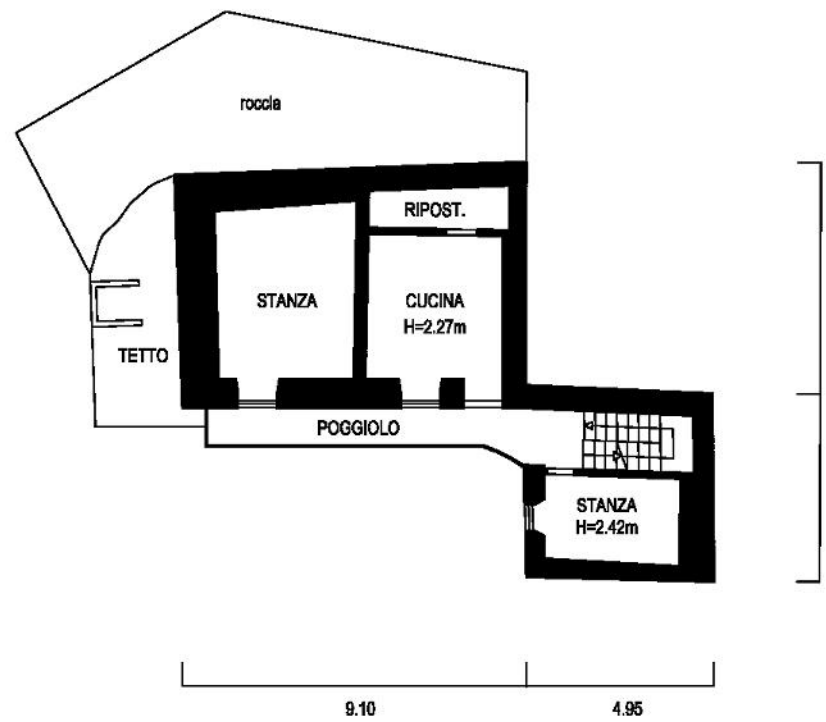 roccia
RIPOST.
STANZA
CUCINA
H=2.27m
TETTO
POGGIOLO
STANZA
H=2.42m
9.10
4.95